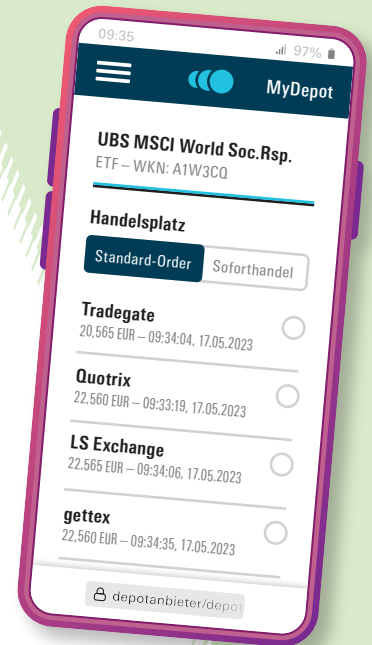 09:35
97%
MyDepot
UBS MSCI World Soc.Rsp.
ETF – WKN: A1W3CQ
Handelsplatz
Standard-Order
Soforthandel
Tradegate
20,565 EUR – 09:34:04, 17.05.2023
Quotrix
22,560 EUR – 09:33:19, 17.05.2023
LS Exchange
22,565 EUR – 09:34:06, 17.05.2023
gettex
22,560 EUR – 09:34:35, 17.05.2023
depotanbieter/depot